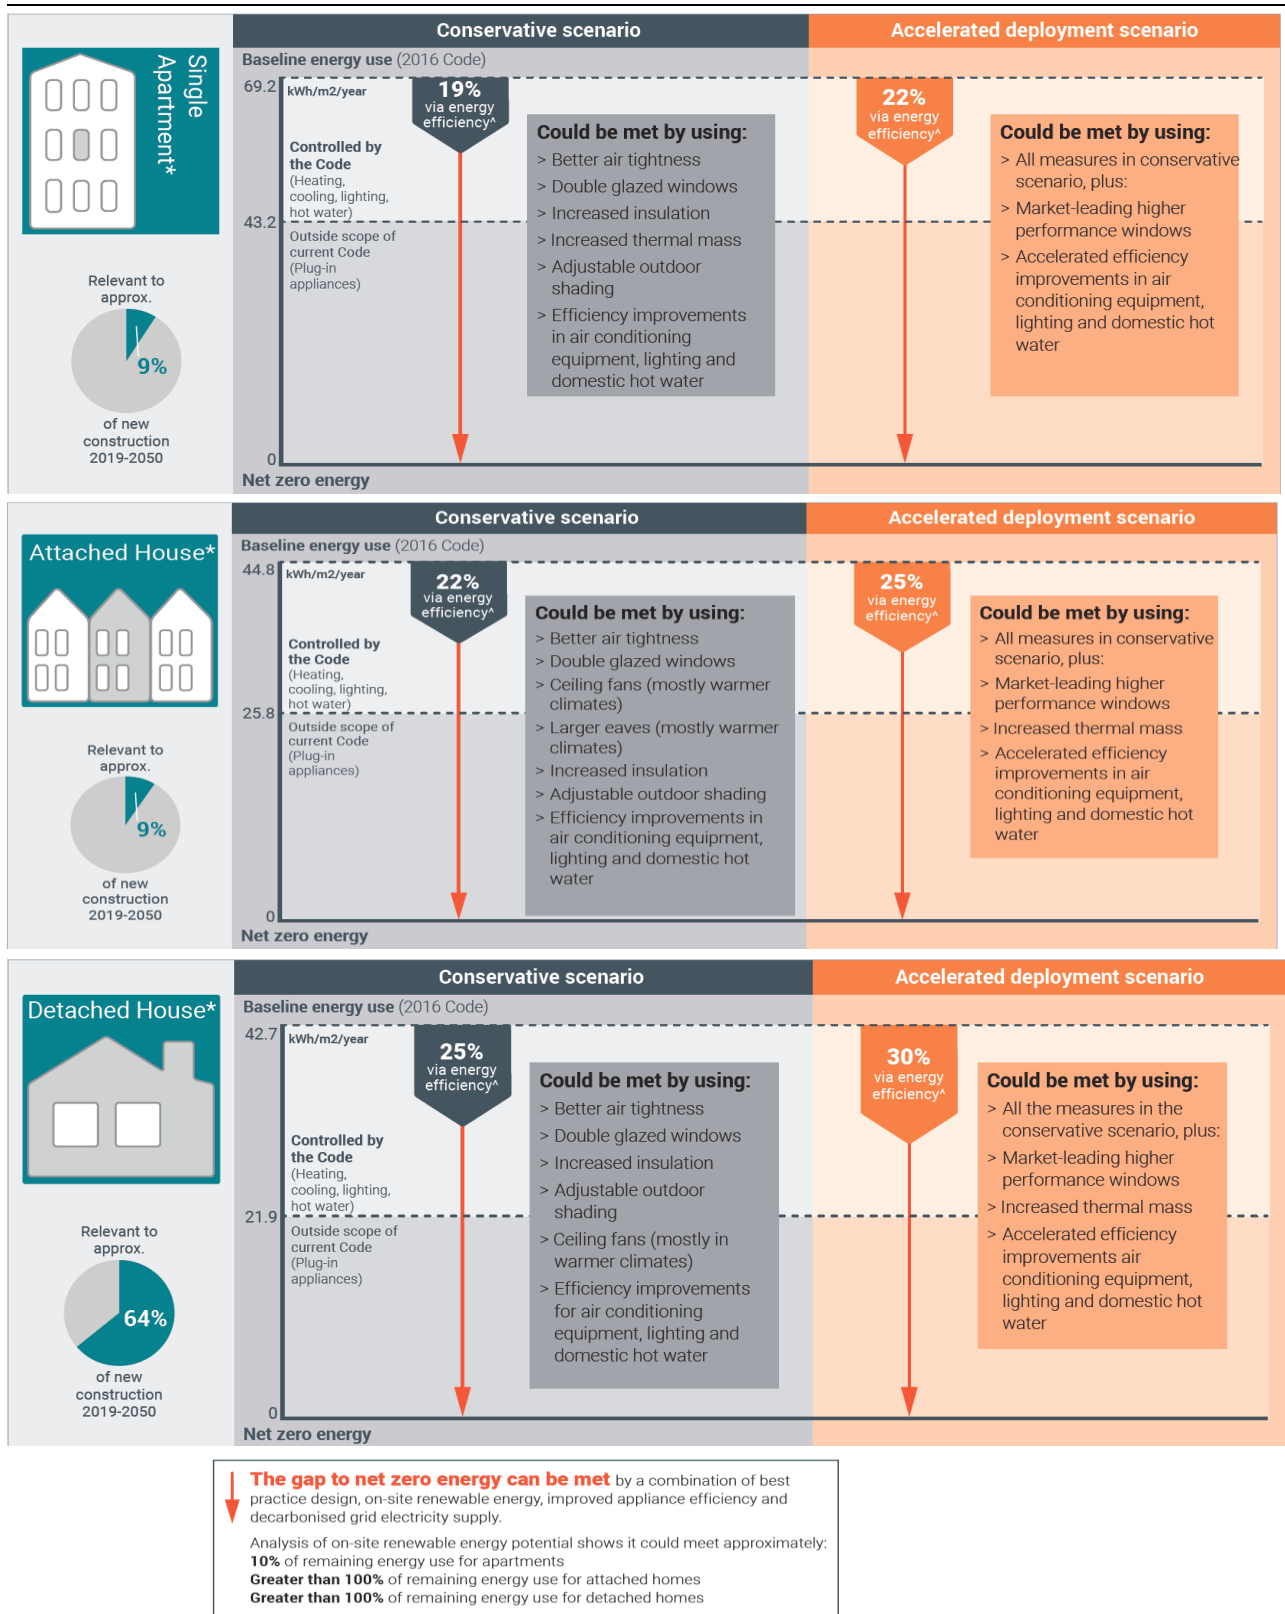 Conservative scenario
Accelerated deployment scenario
Single
Apartment*
Baseline energy use (2016 Code)
69.2
kWh/m2/year
19%
via energy
efficiency^
22%
via energy
efficiency^
Controlled by
the Code
(Heating,
cooling, lighting,
hot water)
43.2
Outside scope of
current Code
(Plug-in
appliances)
Could be met by using:
> Better air tightness
> Double glazed windows
> Increased insulation
> Increased thermal mass
> Adjustable outdoor
shading
> Efficiency improvements
in air conditioning
equipment, lighting and
domestic hot water
Could be met by using:
> All measures in conservative
scenario, plus:
> Market-leading higher
performance windows
> Accelerated efficiency
improvements in air
conditioning equipment,
lighting and domestic hot
water
Relevant to
approx.
9%
of new
construction
2019-2050
0
Net zero energy
Conservative scenario
Accelerated deployment scenario
Attached House*
Baseline energy use (2016 Code)
44.8
kWh/m2/year
22%
via energy
efficiency^
25%
via energy
efficiency^
Controlled by
the Code
(Heating,
cooling, lighting,
hot water)
25.8
Outside scope of
current Code
(Plug-in
appliances)
Could be met by using:
> Better air tightness
> Double glazed windows
> Ceiling fans (mostly warmer
climates)
> Larger eaves (mostly warmer
climates)
> Increased insulation
> Adjustable outdoor shading
> Efficiency improvements in
air conditioning equipment,
lighting and domestic hot
water
Could be met by using:
> All measures in conservative
scenario, plus:
> Market-leading higher
performance windows
> Increased thermal mass
> Accelerated efficiency
improvements in air
conditioning equipment,
lighting and domestic hot
water
Relevant to
approx.
9%
of new
construction
2019-2050
0
Net zero energy
Conservative scenario
Accelerated deployment scenario
Detached House*
Baseline energy use (2016 Code)
42.7
kWh/m2/year
25%
via energy
efficiency^
30%
via energy
efficiency^
Controlled by
the Code
(Heating,
cooling, lighting,
hot water)
21.9
Outside scope of
current Code
(Plug-in
appliances)
Could be met by using:
> Better air tightness
> Double glazed windows
> Increased insulation
> Adjustable outdoor
shading
> Ceiling fans (mostly in
warmer climates)
> Efficiency improvements
for air conditioning
equipment, lighting and
domestic hot water
Could be met by using:
> All the measures in the
conservative scenario, plus:
> Market-leading higher
performance windows
> Increased thermal mass
> Accelerated efficiency
improvements air
conditioning equipment,
lighting and domestic hot
water
Relevant to
approx.
64%
of new
construction
2019-2050
0
Net zero energy
The gap to net zero energy can be met by a combination of best
practice design, on-site renewable energy, improved appliance efficiency and
decarbonised grid electricity supply.
Analysis of on-site renewable energy potential shows it could meet approximately:
10% of remaining energy use for apartments
Greater than 100% of remaining energy use for attached homes
Greater than 100% of remaining energy use for detached homes